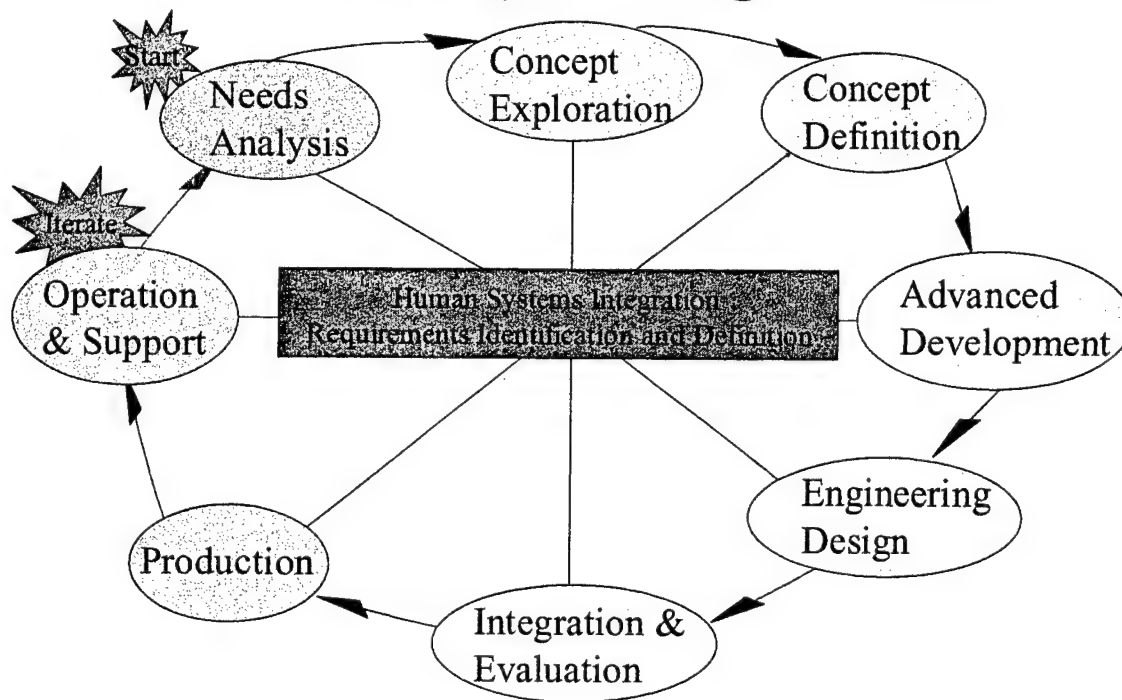 Start
Needs
Analysis
Concept
Exploration
Concept
Definition
Advanced
Development
Engineering
Design
Integration &
Evaluation
Production
Operation
& Support
Iterate
Human Systems Integration
Requirements Identification and Definition